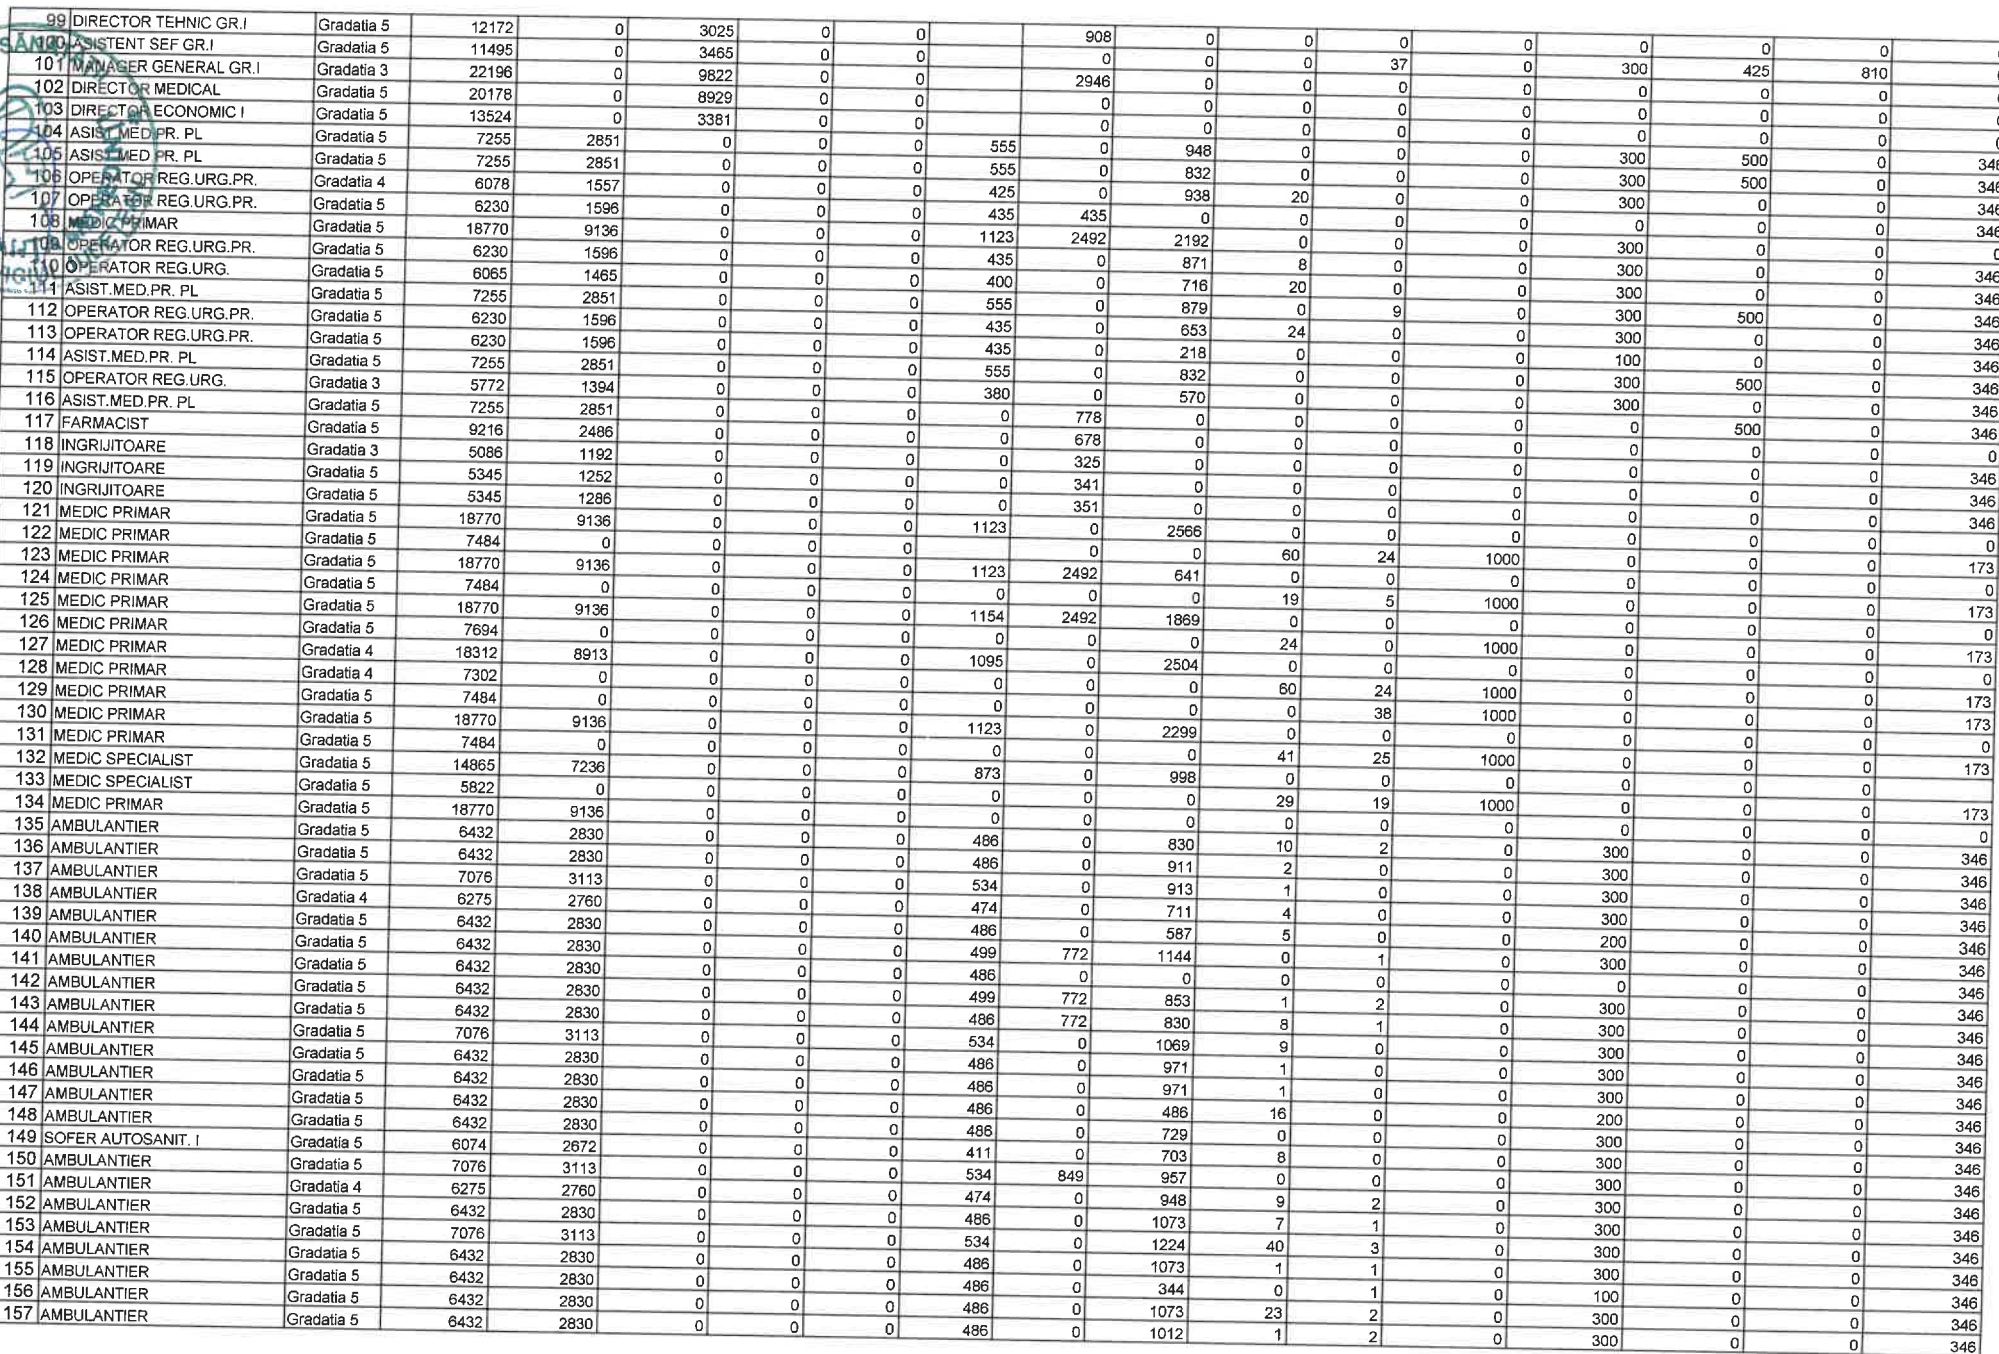 99 DIRECTOR TEHNIC GR.I Gradatia 5 12172 0 3025 0 0 908 0 0 0 0 0 0 0
100 ASISTENT SEF GR.I Gradatia 5 11495 0 3465 0 0 0 0 0 37 0 300 425 810
101 MANAGER GENERAL GR.I Gradatia 3 22196 0 9822 0 0 2946 0 0 0 0 0 0 0
102 DIRECTOR MEDICAL Gradatia 5 20178 0 8929 0 0 0 0 0 0 0 0 0 0
103 DIRECTOR ECONOMIC I Gradatia 5 13524 0 3381 0 0 0 0 0 0 0 0 0 0
104 ASIST.MED.PR. PL Gradatia 5 7255 2851 0 0 0 555 0 948 0 0 0 300 500 0 346
105 ASIST.MED.PR. PL Gradatia 5 7255 2851 0 0 0 555 0 832 0 0 0 300 500 0 346
106 OPERATOR REG.URG.PR. Gradatia 4 6078 1557 0 0 0 425 0 938 20 0 0 300 0 0 346
107 OPERATOR REG.URG.PR. Gradatia 5 6230 1596 0 0 0 435 435 0 0 0 0 0 0 0 346
108 MEDIC PRIMAR Gradatia 5 18770 9136 0 0 0 1123 2492 2192 0 0 0 300 0 0 0
109 OPERATOR REG.URG.PR. Gradatia 5 6230 1596 0 0 0 435 0 871 8 0 0 300 0 0 346
110 OPERATOR REG.URG. Gradatia 5 6065 1465 0 0 0 400 0 716 20 0 0 300 0 0 346
111 ASIST.MED.PR. PL Gradatia 5 7255 2851 0 0 0 555 0 879 0 9 0 300 500 0 346
112 OPERATOR REG.URG.PR. Gradatia 5 6230 1596 0 0 0 435 0 653 24 0 0 300 0 0 346
113 OPERATOR REG.URG.PR. Gradatia 5 6230 1596 0 0 0 435 0 218 0 0 0 100 0 0 346
114 ASIST.MED.PR. PL Gradatia 5 7255 2851 0 0 0 555 0 832 0 0 0 300 500 0 346
115 OPERATOR REG.URG. Gradatia 3 5772 1394 0 0 0 380 0 570 0 0 0 300 0 0 346
116 ASIST.MED.PR. PL Gradatia 5 7255 2851 0 0 0 0 778 0 0 0 0 0 500 0 346
117 FARMACIST Gradatia 5 9216 2486 0 0 0 0 678 0 0 0 0 0 0 0 0
118 INGRIJITOARE Gradatia 3 5086 1192 0 0 0 0 325 0 0 0 0 0 0 0 346
119 INGRIJITOARE Gradatia 5 5345 1252 0 0 0 0 341 0 0 0 0 0 0 0 346
120 INGRIJITOARE Gradatia 5 5345 1286 0 0 0 0 351 0 0 0 0 0 0 0 346
121 MEDIC PRIMAR Gradatia 5 18770 9136 0 0 0 1123 0 2566 0 0 0 0 0 0 0
122 MEDIC PRIMAR Gradatia 5 7484 0 0 0 0 0 0 60 24 1000 0 0 0 173
123 MEDIC PRIMAR Gradatia 5 18770 9136 0 0 0 1123 2492 641 0 0 0 0 0 0 0
124 MEDIC PRIMAR Gradatia 5 7484 0 0 0 0 0 0 0 19 5 1000 0 0 0 173
125 MEDIC PRIMAR Gradatia 5 18770 9136 0 0 0 1154 2492 1869 0 0 0 0 0 0 0
126 MEDIC PRIMAR Gradatia 5 7694 0 0 0 0 0 0 0 24 0 1000 0 0 0 173
127 MEDIC PRIMAR Gradatia 4 18312 8913 0 0 0 1095 0 2504 0 0 0 0 0 0 0
128 MEDIC PRIMAR Gradatia 4 7302 0 0 0 0 0 0 0 60 24 1000 0 0 0 173
129 MEDIC PRIMAR Gradatia 5 7484 0 0 0 0 0 0 0 0 38 1000 0 0 0 173
130 MEDIC PRIMAR Gradatia 5 18770 9136 0 0 0 1123 0 2299 0 0 0 0 0 0 0
131 MEDIC PRIMAR Gradatia 5 7484 0 0 0 0 0 0 0 41 25 1000 0 0 0 173
132 MEDIC SPECIALIST Gradatia 5 14865 7236 0 0 0 873 0 998 0 0 0 0 0 0
133 MEDIC SPECIALIST Gradatia 5 5822 0 0 0 0 0 0 0 29 19 1000 0 0 0 173
134 MEDIC PRIMAR Gradatia 5 18770 9136 0 0 0 0 0 0 0 0 0 0 0 0 0
135 AMBULANTIER Gradatia 5 6432 2830 0 0 0 486 0 830 10 2 0 300 0 0 346
136 AMBULANTIER Gradatia 5 6432 2830 0 0 0 486 0 911 2 0 0 300 0 0 346
137 AMBULANTIER Gradatia 5 7076 3113 0 0 0 534 0 913 1 0 0 300 0 0 346
138 AMBULANTIER Gradatia 4 6275 2760 0 0 0 474 0 711 4 0 0 300 0 0 346
139 AMBULANTIER Gradatia 5 6432 2830 0 0 0 486 0 587 5 0 0 200 0 0 346
140 AMBULANTIER Gradatia 5 6432 2830 0 0 0 499 772 1144 0 1 0 300 0 0 346
141 AMBULANTIER Gradatia 5 6432 2830 0 0 0 486 0 0 0 0 0 0 0 0 346
142 AMBULANTIER Gradatia 5 6432 2830 0 0 0 499 772 853 1 2 0 300 0 0 346
143 AMBULANTIER Gradatia 5 6432 2830 0 0 0 486 772 830 8 1 0 300 0 0 346
144 AMBULANTIER Gradatia 5 7076 3113 0 0 0 534 0 1069 9 0 0 300 0 0 346
145 AMBULANTIER Gradatia 5 6432 2830 0 0 0 486 0 971 1 0 0 300 0 0 346
146 AMBULANTIER Gradatia 5 6432 2830 0 0 0 486 0 971 1 0 0 300 0 0 346
147 AMBULANTIER Gradatia 5 6432 2830 0 0 0 486 0 486 16 0 0 200 0 0 346
148 AMBULANTIER Gradatia 5 6432 2830 0 0 0 486 0 729 0 0 0 300 0 0 346
149 SOFER AUTOSANIT. I Gradatia 5 6074 2672 0 0 0 411 0 703 8 0 0 300 0 0 346
150 AMBULANTIER Gradatia 5 7076 3113 0 0 0 534 849 957 0 0 0 300 0 0 346
151 AMBULANTIER Gradatia 4 6275 2760 0 0 0 474 0 948 9 2 0 300 0 0 346
152 AMBULANTIER Gradatia 5 6432 2830 0 0 0 486 0 1073 7 1 0 300 0 0 346
153 AMBULANTIER Gradatia 5 7076 3113 0 0 0 534 0 1224 40 3 0 300 0 0 346
154 AMBULANTIER Gradatia 5 6432 2830 0 0 0 486 0 1073 1 1 0 300 0 0 346
155 AMBULANTIER Gradatia 5 6432 2830 0 0 0 486 0 344 0 1 0 100 0 0 346
156 AMBULANTIER Gradatia 5 6432 2830 0 0 0 486 0 1073 23 2 0 300 0 0 346
157 AMBULANTIER Gradatia 5 6432 2830 0 0 0 486 0 1012 1 2 0 300 0 0 346